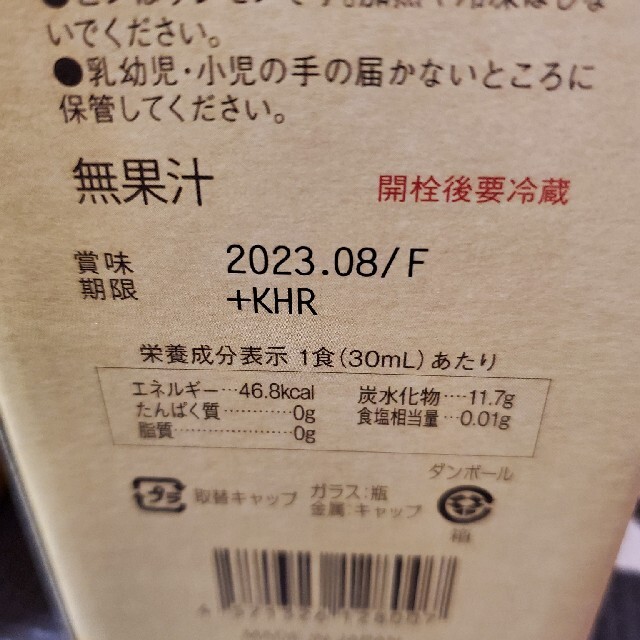 いでください。
●乳幼児・小児の手の届かないところに
保管してください。
無果汁
開栓後要冷蔵
賞味
期限
2023.08/F
+KHR
栄養成分表示 1食(30mL)あたり
エネルギー…46.8kcal
たんぱく質…………0g
脂質………………0g
炭水化物……11.7g
食塩相当量…0.01g
プラ
取替キャップ
ガラス:瓶
金属:キャップ
ダンボール
箱